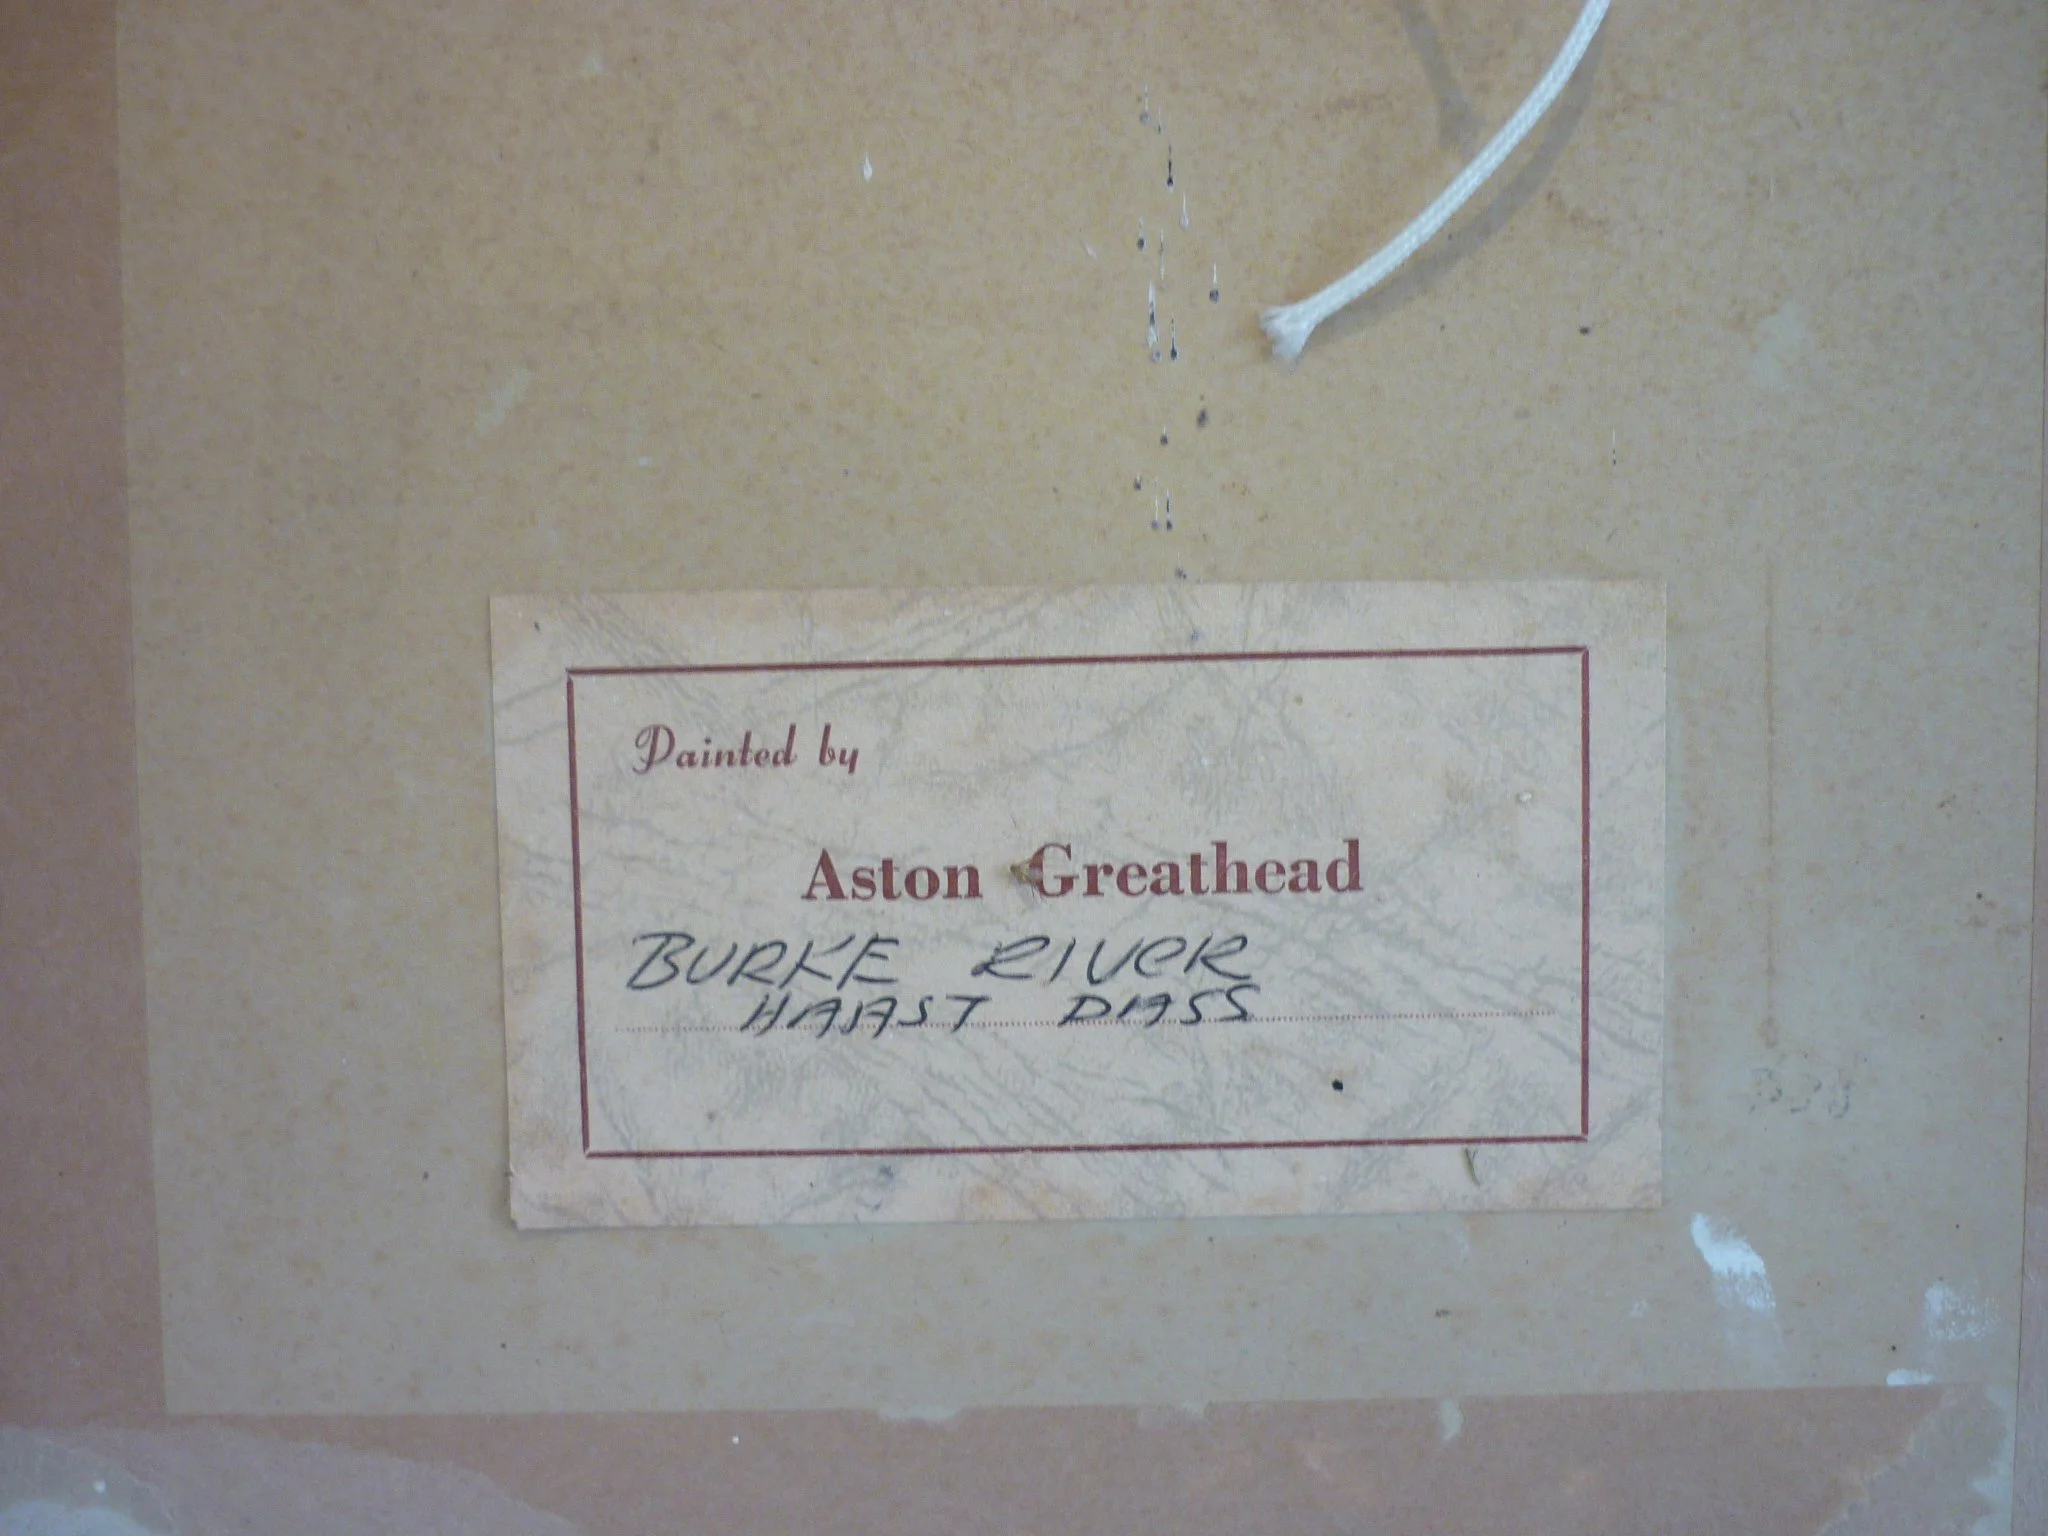 Painted by
Aston Greathead
BURKE RIVER
HAAST PASS